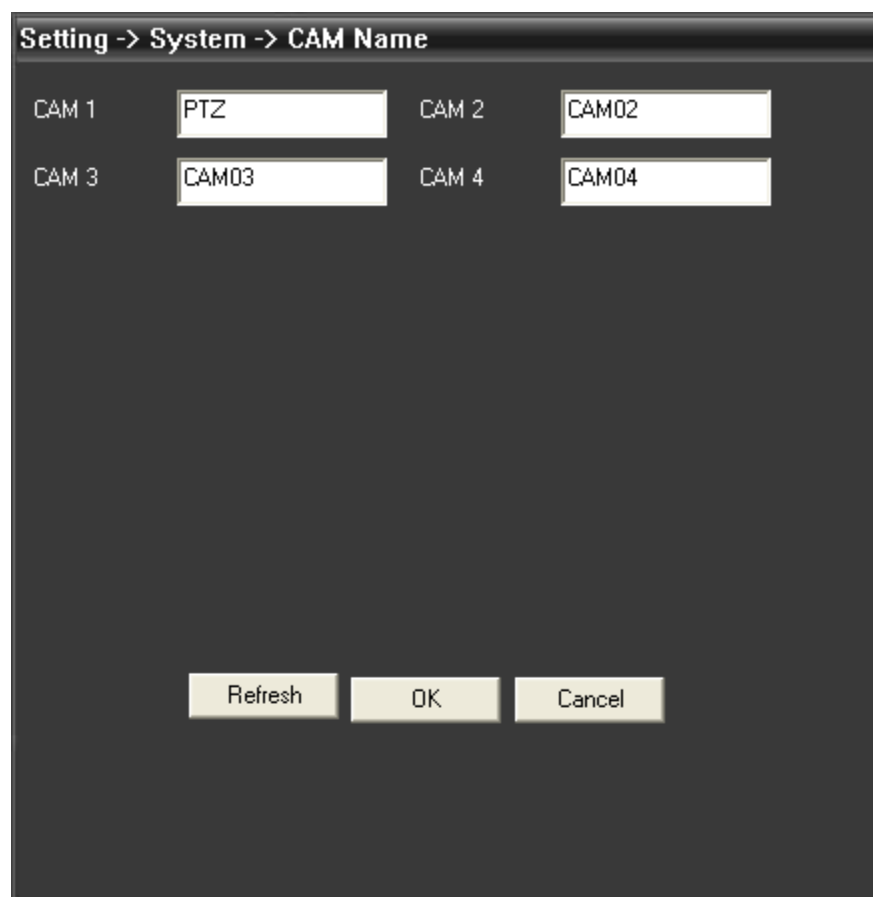 Setting -> System -> CAM Name
CAM 1 PTZ CAM 2 CAM02
CAM 3 CAM03 CAM 4 CAM04
Refresh OK Cancel